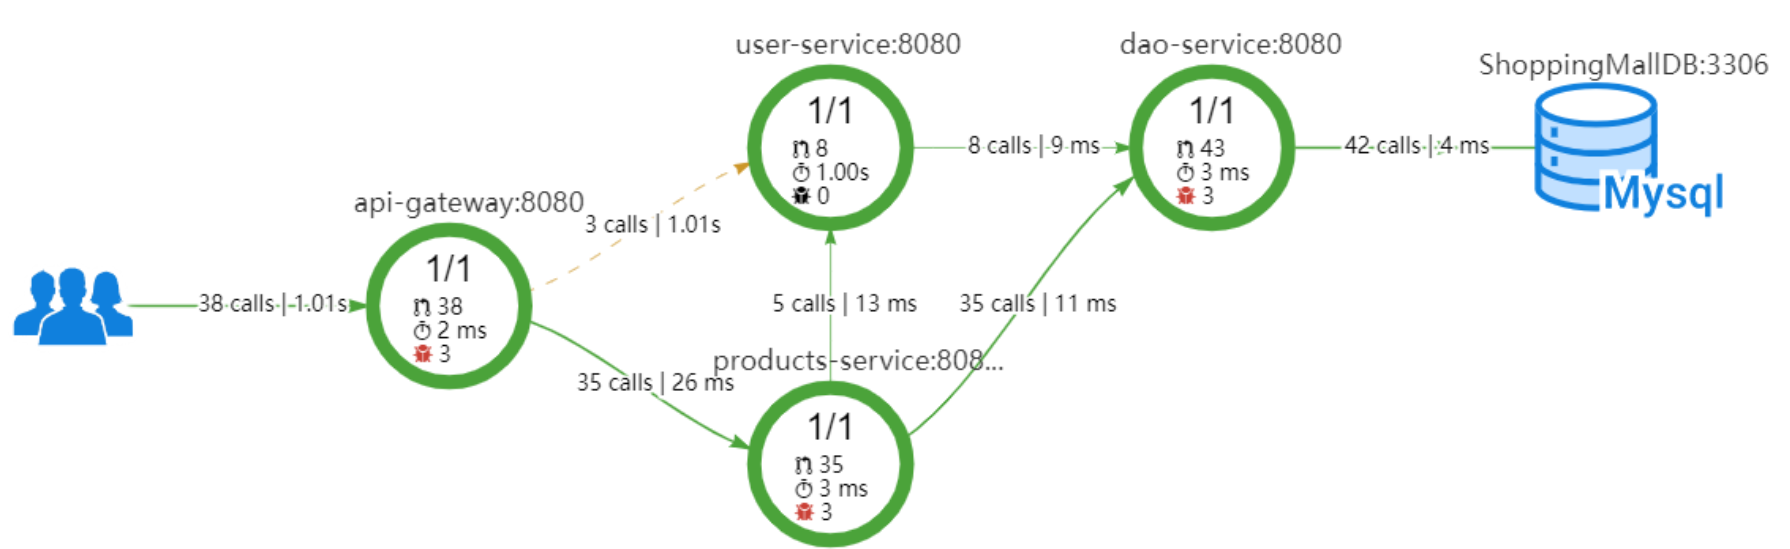 user-service:8080
1/1
8
1.00s
0
dao-service:8080
1/1
43
3 ms
3
ShoppingMallDB:3306
Mysql
8 calls | 9 ms
42 calls | 4 ms
api-gateway:8080
1/1
38
2 ms
3
3 calls | 1.01s
38 calls | 1.01s
5 calls | 13 ms
35 calls | 11 ms
35 calls | 26 ms
products-service:808...
1/1
35
3 ms
3